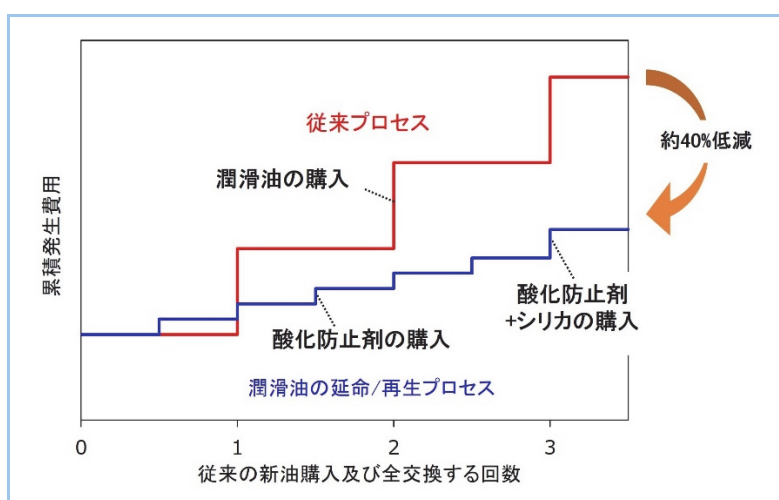 従来プロセス
約40%低減
潤滑油の購入
累積発生費用
酸化防止剤の購入
酸化防止剤
+シリカの購入
潤滑油の延命/再生プロセス
0
1
2
3
従来の新油購入及び全交換する回数